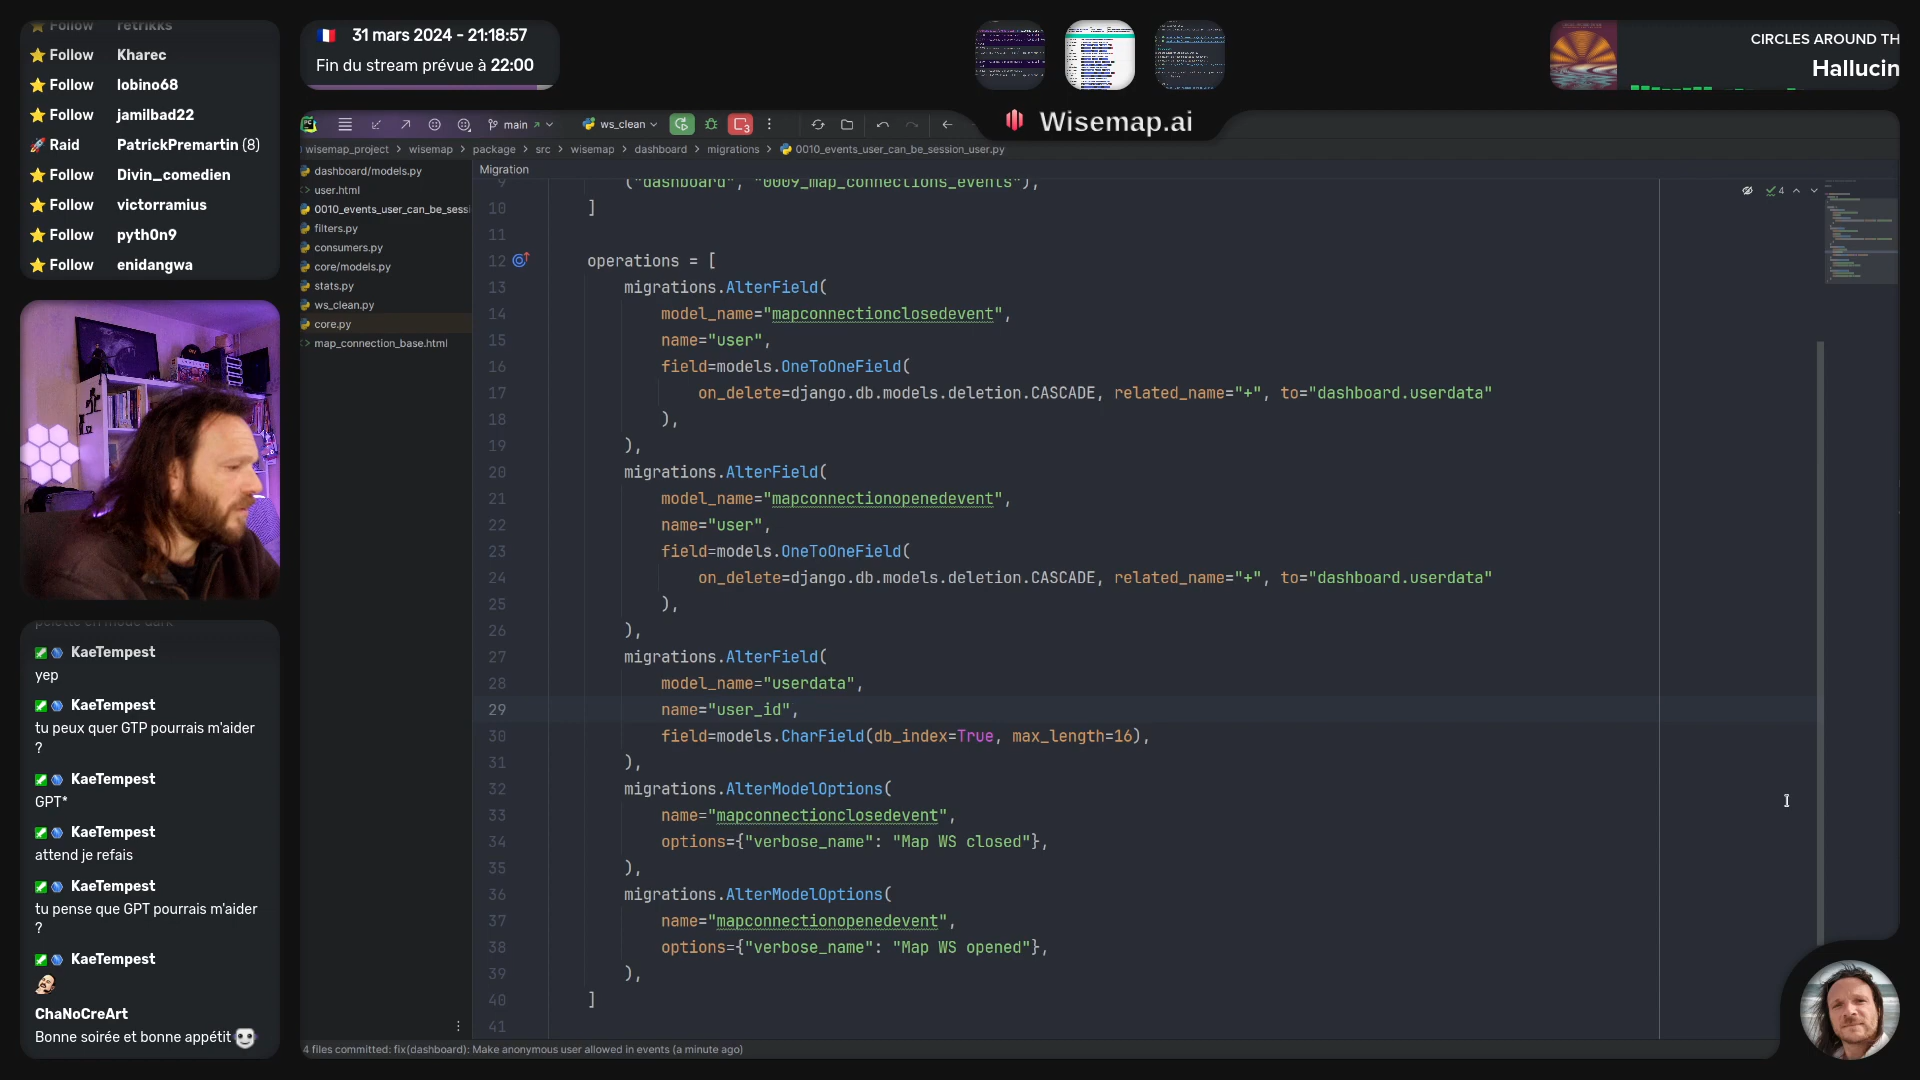 retrikks
Follow Kharec
Follow lobino68
Follow jamilbad22
Raid PatrickPremartin (8)
Follow Divin_comedien
Follow victorramius
Follow pyth0n9
Follow enidangwa
31 mars 2024 - 21:18:57
Fin du stream prévue à 22:00
CIRCLES AROUND TH
Hallucin
Wisemap.ai
main
ws_clean
3
wisemap_project > wisemap > package > src > wisemap > dashboard > migrations > 0010_events_user_can_be_session_user.py
dashboard/models.py
user.html
0010_events_user_can_be_sessi
filters.py
consumers.py
core/models.py
stats.py
ws_clean.py
core.py
map_connection_base.html
Migration
4
9 ("dashboard", "0009_map_connections_events"),
10 ]
11
12 operations = [
13 migrations.AlterField(
14 model_name="mapconnectionclosedevent",
15 name="user",
16 field=models.OneToOneField(
17 on_delete=django.db.models.deletion.CASCADE, related_name="+", to="dashboard.userdata"
18 ),
19 ),
20 migrations.AlterField(
21 model_name="mapconnectionopenedevent",
22 name="user",
23 field=models.OneToOneField(
24 on_delete=django.db.models.deletion.CASCADE, related_name="+", to="dashboard.userdata"
25 ),
26 ),
27 migrations.AlterField(
28 model_name="userdata",
29 name="user_id",
30 field=models.CharField(db_index=True, max_length=16),
31 ),
32 migrations.AlterModelOptions(
33 name="mapconnectionclosedevent",
34 options={"verbose_name": "Map WS closed"},
35 ),
36 migrations.AlterModelOptions(
37 name="mapconnectionopenedevent",
38 options={"verbose_name": "Map WS opened"},
39 ),
40 ]
41
4 files committed: fix(dashboard): Make anonymous user allowed in events (a minute ago)
KaeTempest
yep
KaeTempest
tu peux quer GTP pourrais m'aider
?
KaeTempest
GPT*
KaeTempest
attend je refais
KaeTempest
tu pense que GPT pourrais m'aider
?
KaeTempest
ChaNoCreArt
Bonne soirée et bonne appétit